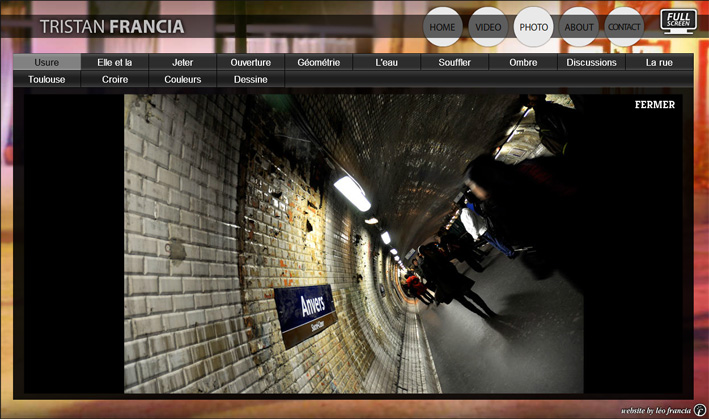 TRISTAN FRANCIA
HOME VIDEO PHOTO ABOUT CONTACT FULL SCREEN
Usure Elle et la Jeter Ouverture Géométrie L'eau Souffler Ombre Discussions La rue
Toulouse Croire Couleurs Dessine
FERMER
Anvers
Sacré-Cœur
website by léo francia